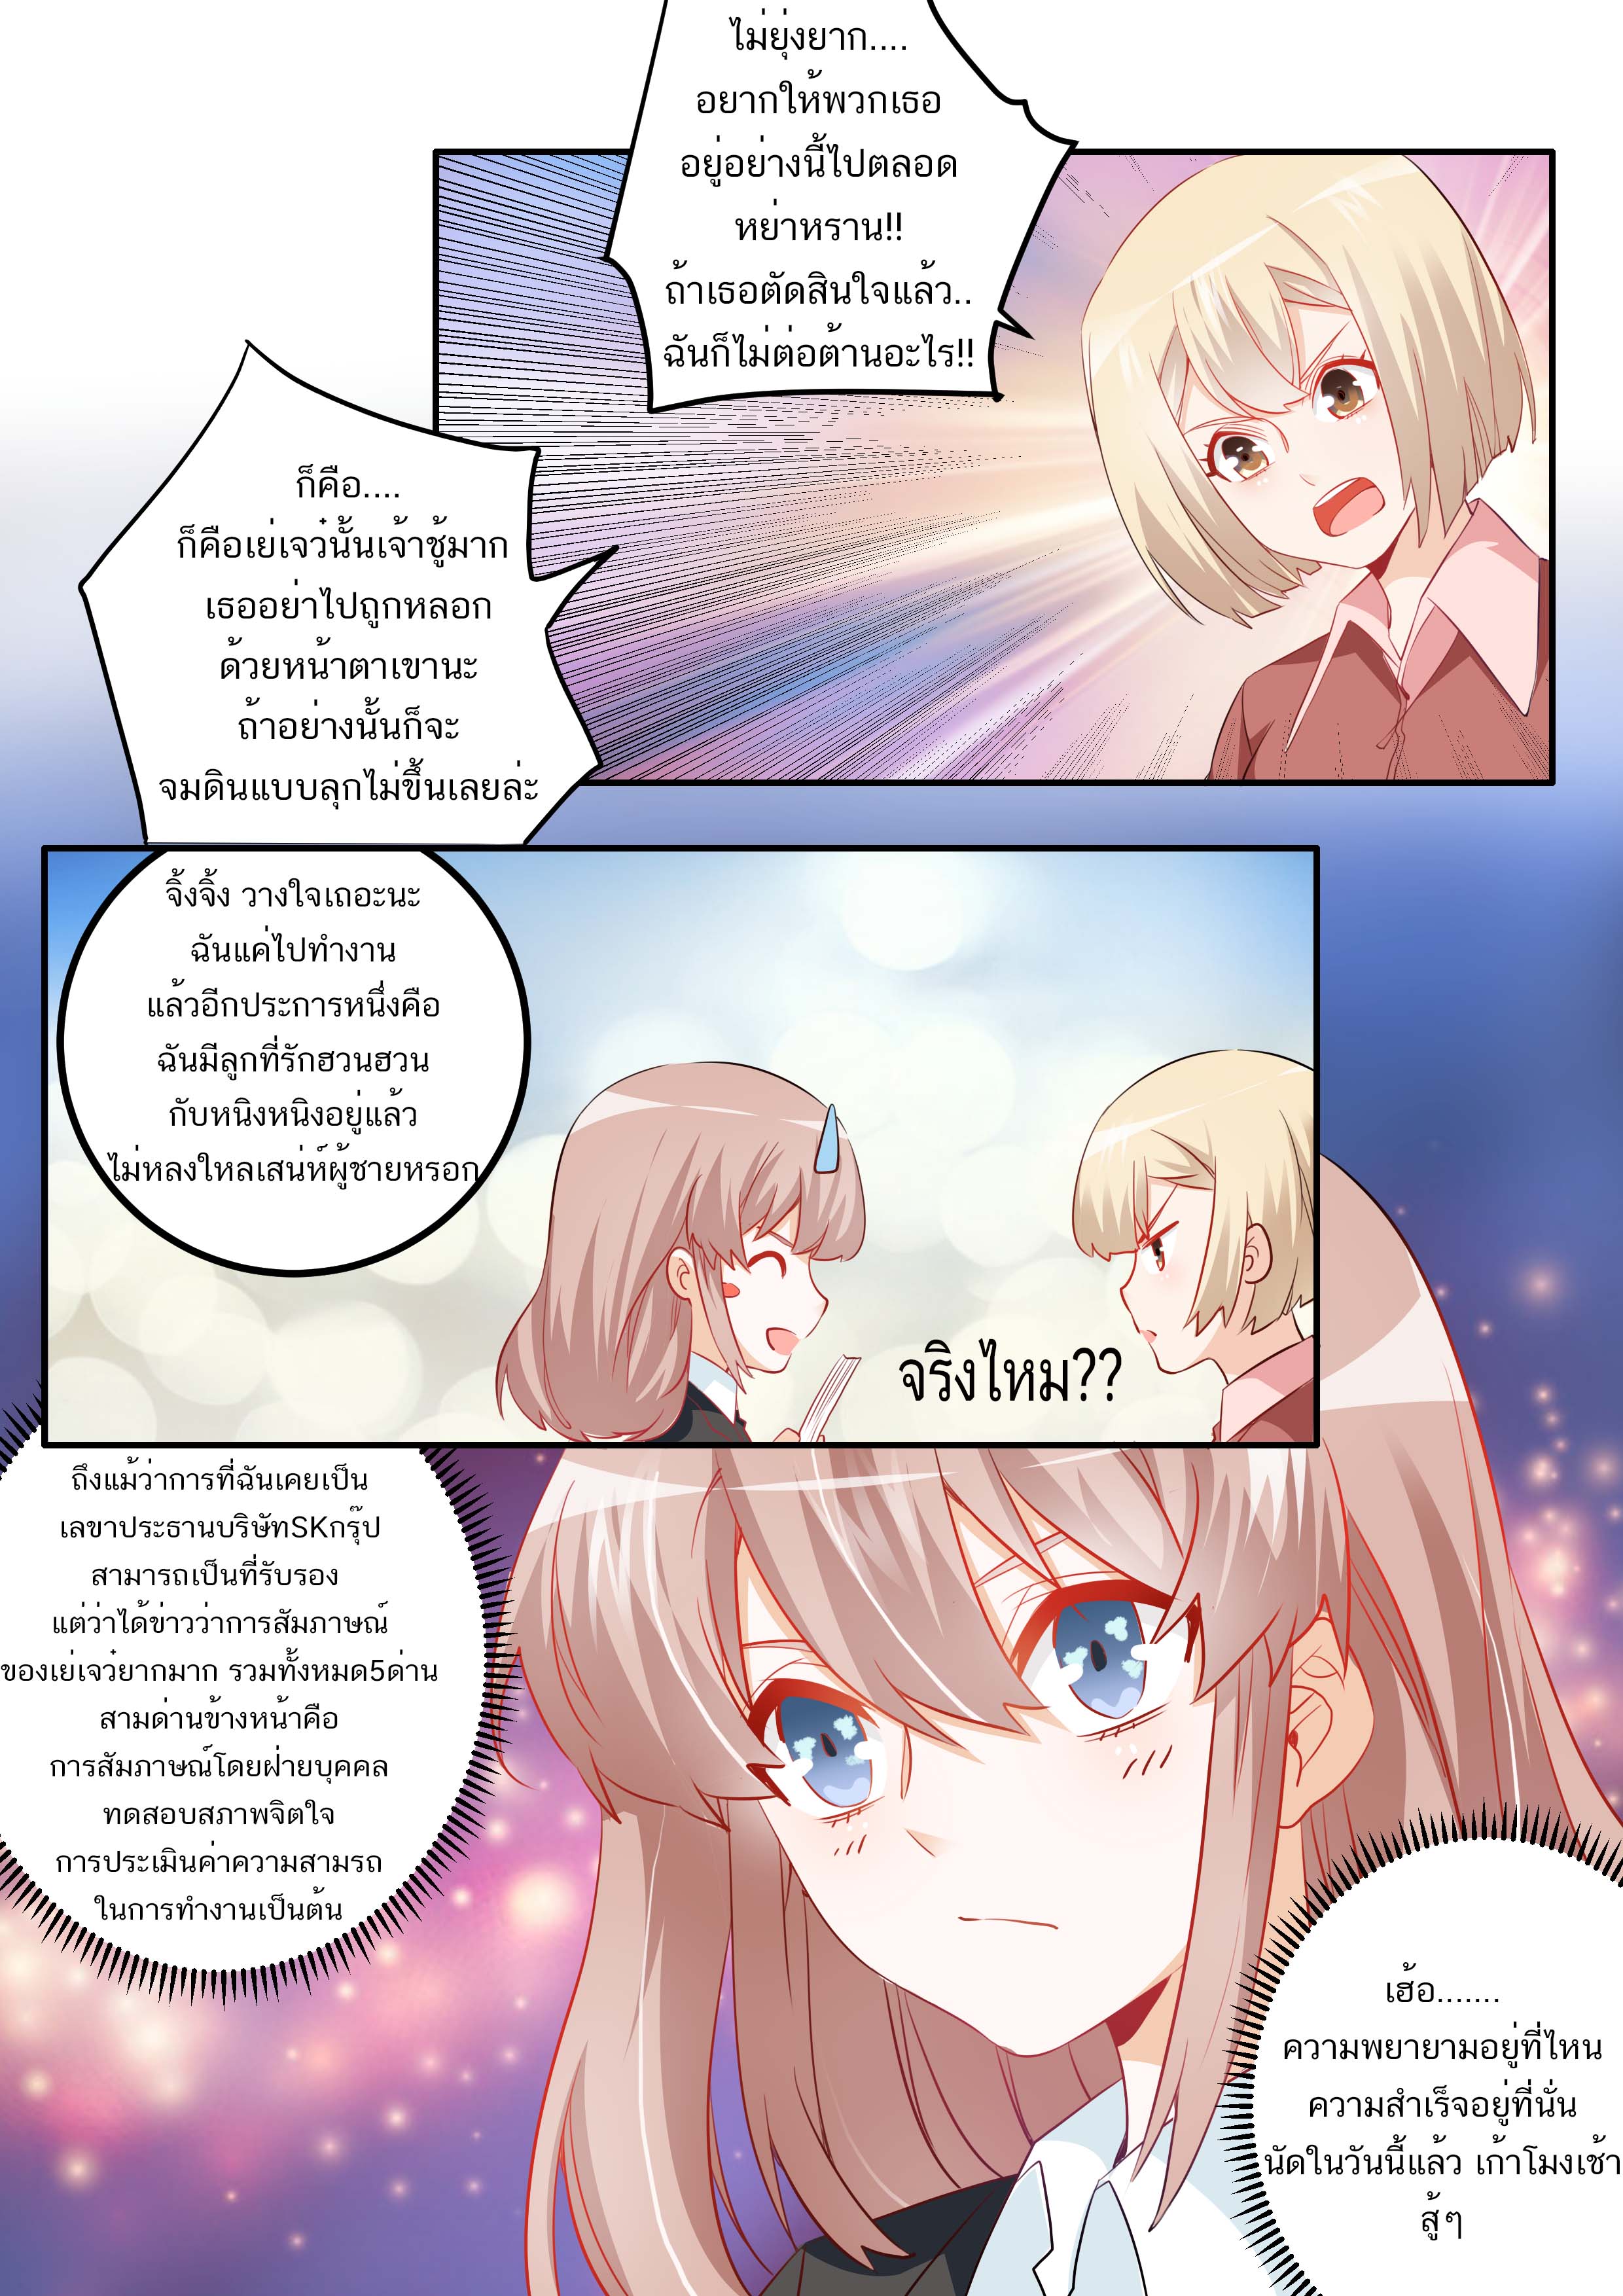 ไม่ยุ่งยาก....
อยากให้พวกเธอ
อยู่อย่างนี้ไปตลอด
หย่าหราน!!
ถ้าเธอตัดสินใจแล้ว..
ฉันก็ไม่ต่อต้านอะไร!!
ก็คือ....
ก็คือเย่เจว๋นั้นเจ้าชู้มาก
เธออย่าไปถูกหลอก
ด้วยหน้าตาเขานะ
ถ้าอย่างนั้นก็จะ
จมดินแบบลุกไม่ขึ้นเลยล่ะ
จิ้งจิ้ง วางใจเถอะนะ
ฉันแค่ไปทำงาน
แล้วอีกประการหนึ่งคือ
ฉันมีลูกที่รักฮวนฮวน
กับหนิงหนิงอยู่แล้ว
ไม่หลงใหลเสน่ห์ผู้ชายหรอก
จริงไหม??
ถึงแม้ว่าการที่ฉันเคยเป็น
เลขาประธานบริษัทSKกรุ๊ป
สามารถเป็นที่รับรอง
แต่ว่าได้ข่าวว่าการสัมภาษณ์
ของเย่เจว๋ยากมาก รวมทั้งหมด5ด่าน
สามด่านข้างหน้าคือ
การสัมภาษณ์โดยฝ่ายบุคคล
ทดสอบสภาพจิตใจ
การประเมินค่าความสามรถ
ในการทำงานเป็นต้น
เฮ้อ.......
ความพยายามอยู่ที่ไหน
ความสำเร็จอยู่ที่นั่น
นัดในวันนี้แล้ว เก้าโมงเช้า
สู้ๆ